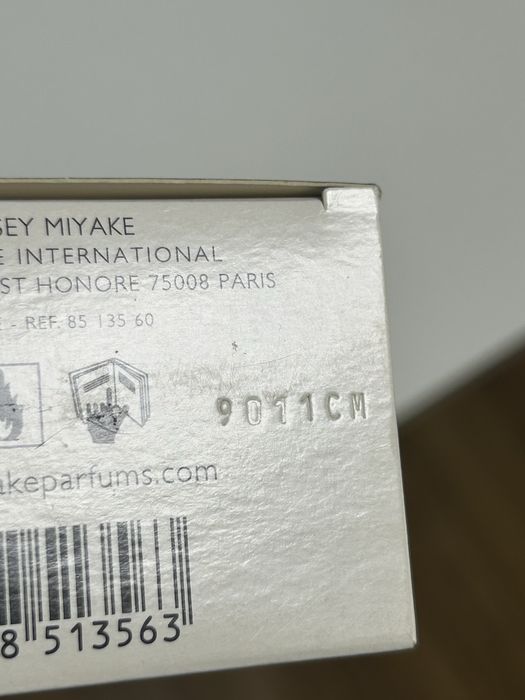 SEY MIYAKE
E INTERNATIONAL
ST HONORE 75008 PARIS
- REF. 85 135 60
9011CM
akeparfums.com
8 513563